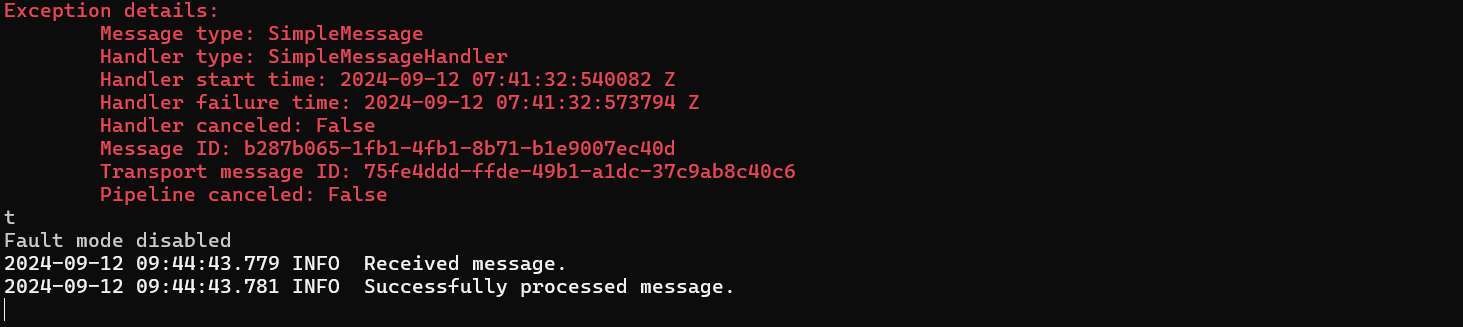 Exception details:
Message type: SimpleMessage
Handler type: SimpleMessageHandler
Handler start time: 2024-09-12 07:41:32:540082 Z
Handler failure time: 2024-09-12 07:41:32:573794 Z
Handler canceled: False
Message ID: b287b065-1fb1-4fb1-8b71-b1e9007ec40d
Transport message ID: 75fe4ddd-ffde-49b1-a1dc-37c9ab8c40c6
Pipeline canceled: False
t
Fault mode disabled
2024-09-12 09:44:43.779 INFO  Received message.
2024-09-12 09:44:43.781 INFO  Successfully processed message.